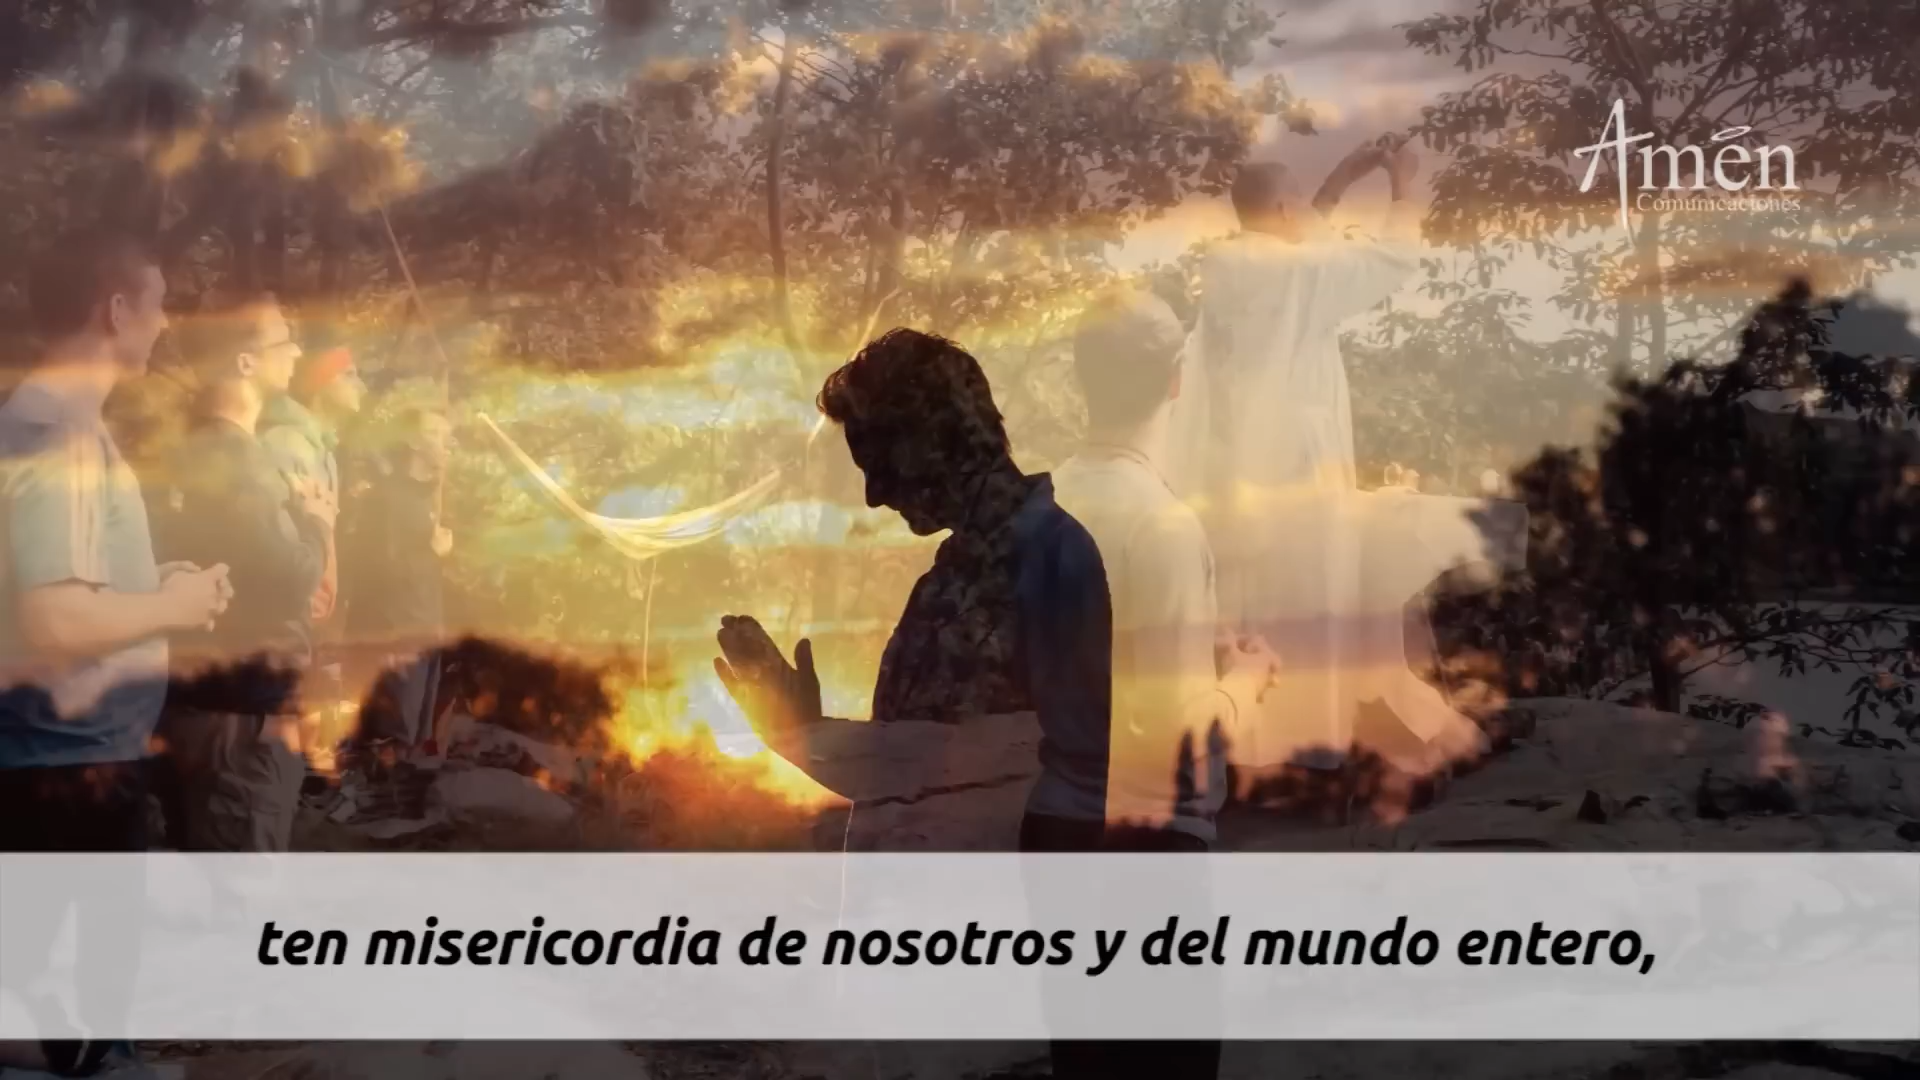 Amén
Comunicaciones
ten misericordia de nosotros y del mundo entero,